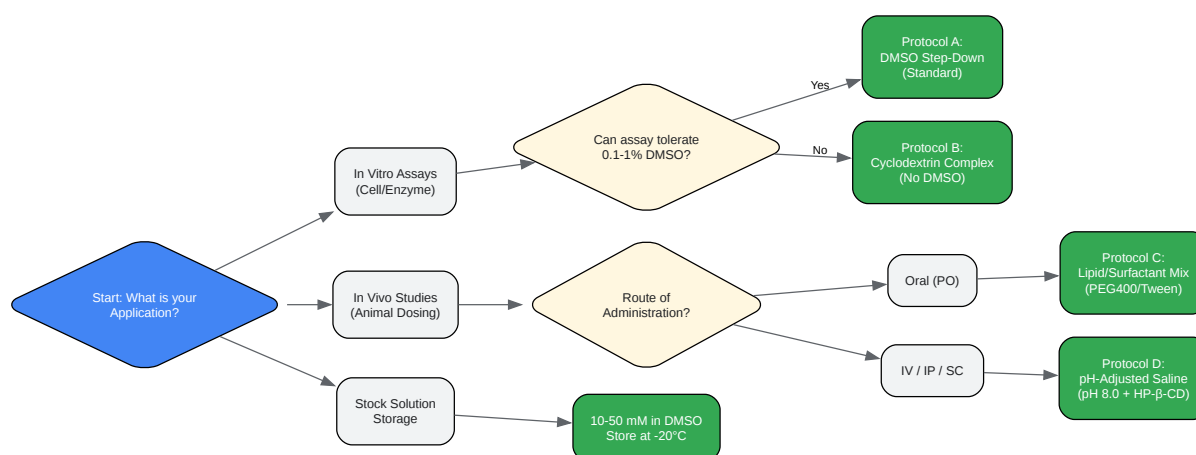 Start: What is your
Application?
In Vitro Assays
(Cell/Enzyme)
Can assay tolerate
0.1-1% DMSO?
Yes
Protocol A:
DMSO Step-Down
(Standard)
No
Protocol B:
Cyclodextrin Complex
(No DMSO)
In Vivo Studies
(Animal Dosing)
Route of
Administration?
Oral (PO)
Protocol C:
Lipid/Surfactant Mix
(PEG400/Tween)
IV / IP / SC
Protocol D:
pH-Adjusted Saline
(pH 8.0 + HP-β-CD)
Stock Solution
Storage
10-50 mM in DMSO
Store at -20°C